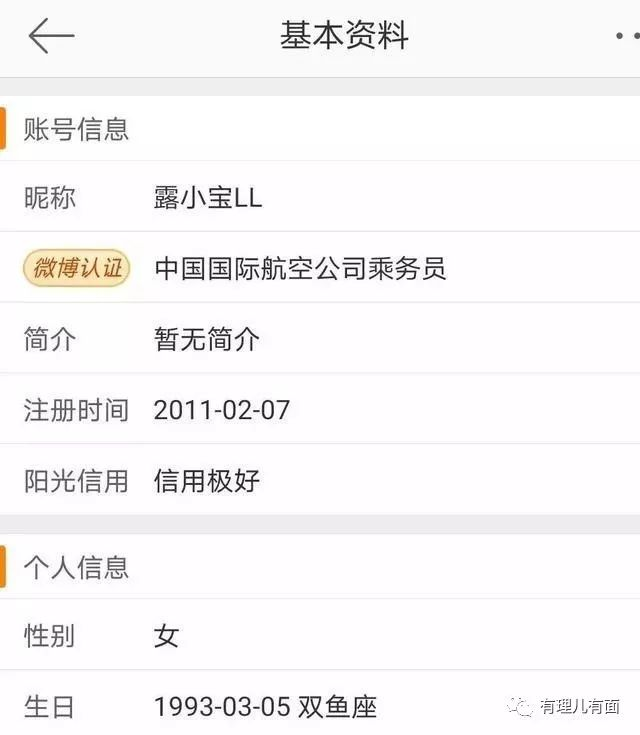 基本资料
账号信息
昵称 露小宝LL
微博认证 中国国际航空公司乘务员
简介 暂无简介
注册时间 2011-02-07
阳光信用 信用极好
个人信息
性别 女
生日 1993-03-05 双鱼座
有理儿有面